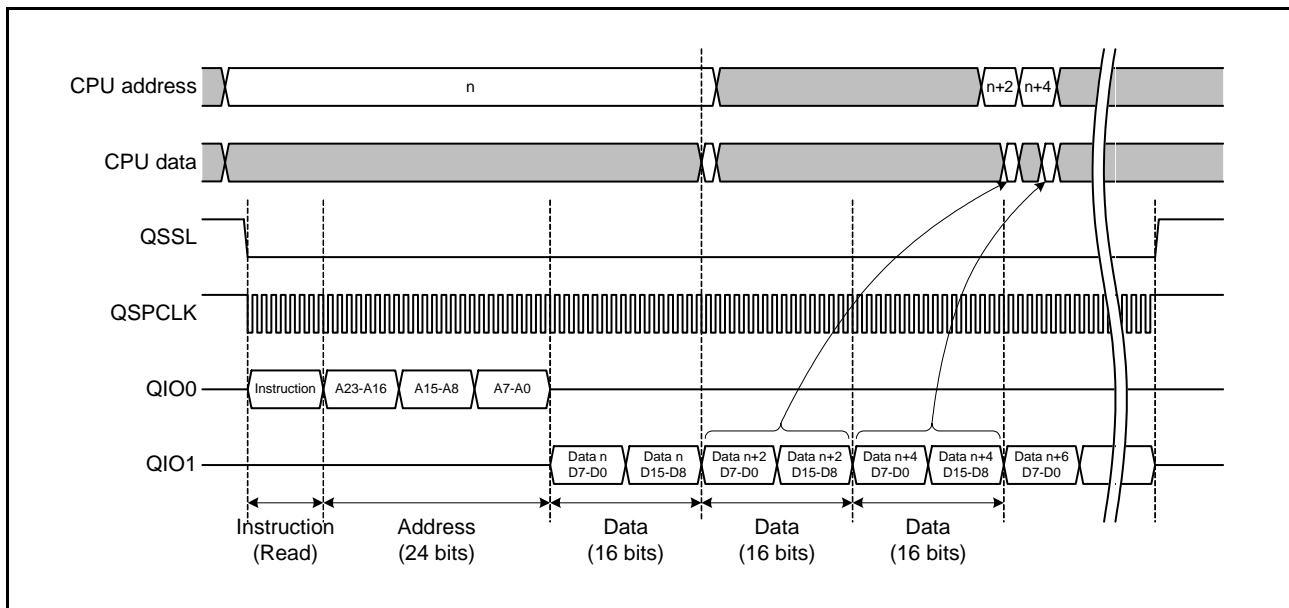 CPU address
n
n+2
n+4
CPU data
QSSL
QSPCLK
QIO0
Instruction
A23-A16
A15-A8
A7-A0
QIO1
Data n
D7-D0
Data n
D15-D8
Data n+2
D7-D0
Data n+2
D15-D8
Data n+4
D7-D0
Data n+4
D15-D8
Data n+6
D7-D0
Instruction
(Read)
Address
(24 bits)
Data
(16 bits)
Data
(16 bits)
Data
(16 bits)